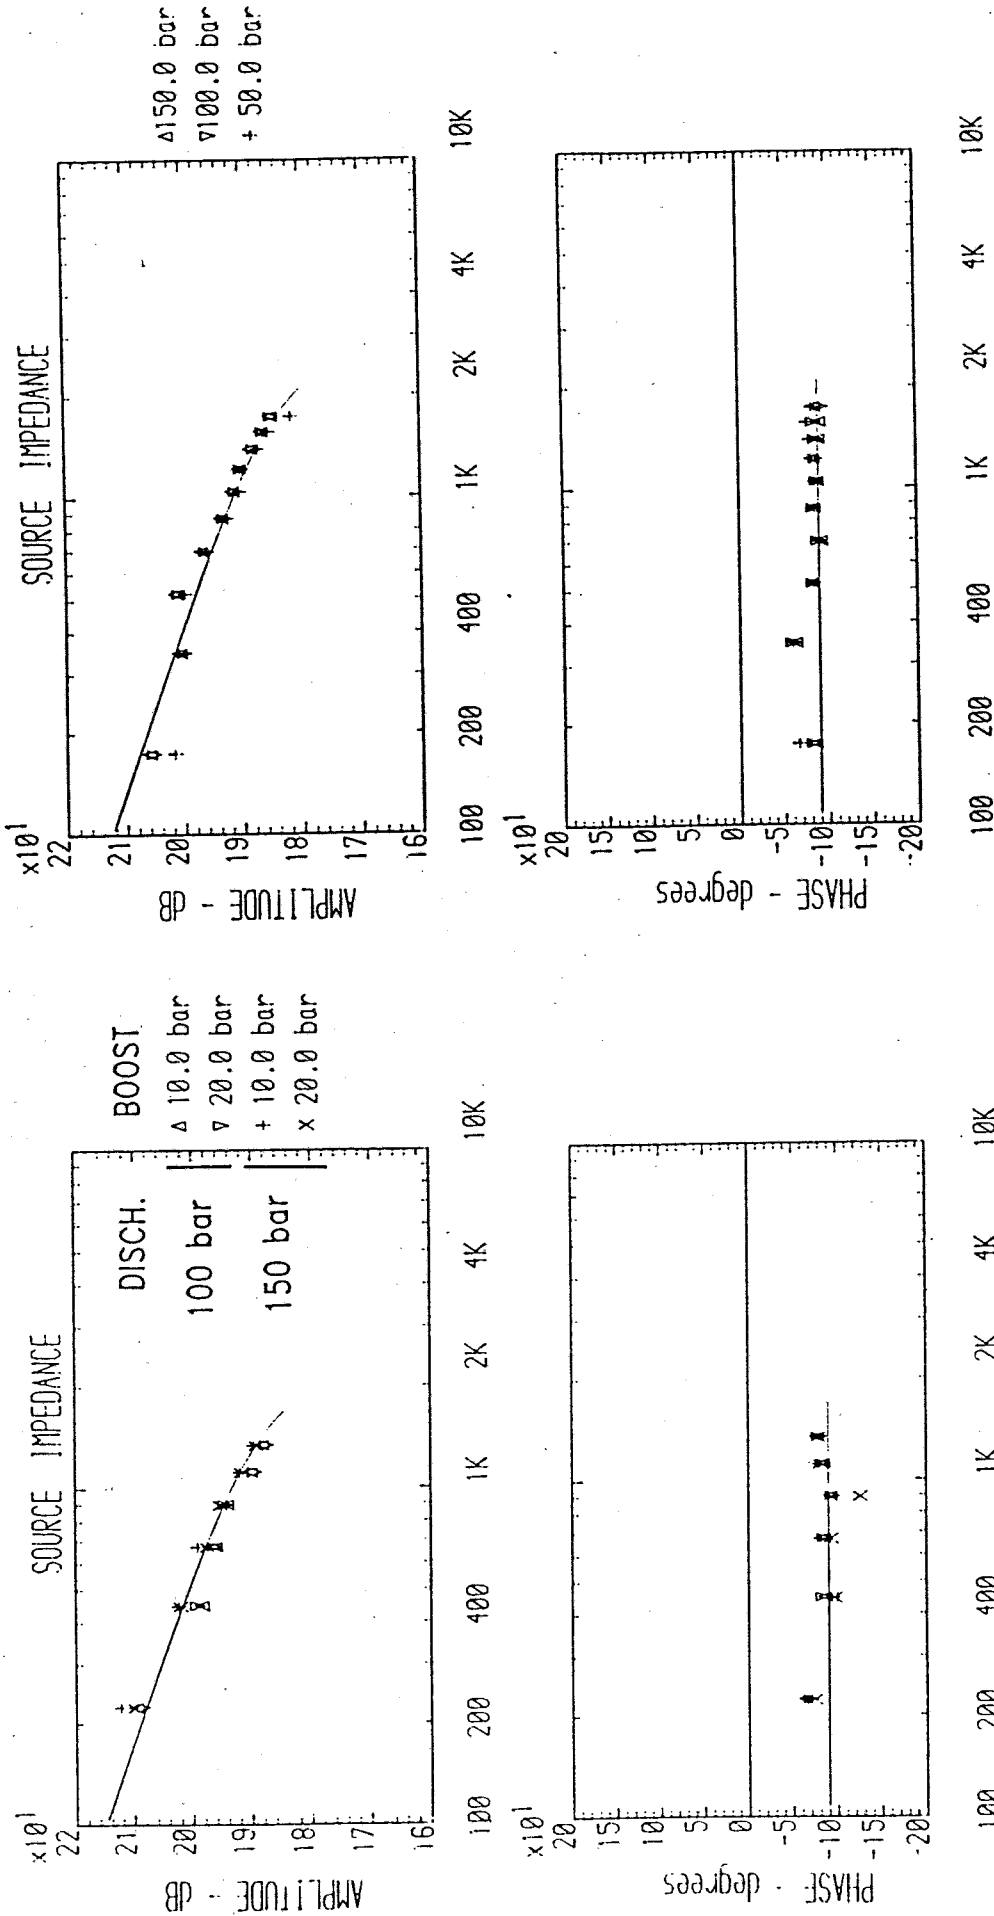 SOURCE IMPEDANCE
x10¹
22
21
20
19
18
17
16
AMPLITUDE - dB
100
200
400
1K
2K
4K
10K
DISCH.
BOOST
100 bar
Δ 10.0 bar
∇ 20.0 bar
150 bar
+ 10.0 bar
x 20.0 bar
x10¹
20
15
10
5
0
-5
-10
-15
-20
PHASE - degrees
100
200
400
1K
2K
4K
10K
SOURCE IMPEDANCE
x10¹
22
21
20
19
18
17
16
AMPLITUDE - dB
100
200
400
1K
2K
4K
10K
Δ150.0 bar
∇100.0 bar
+ 50.0 bar
x10¹
20
15
10
5
0
-5
-10
-15
-20
PHASE - degrees
100
200
400
1K
2K
4K
10K